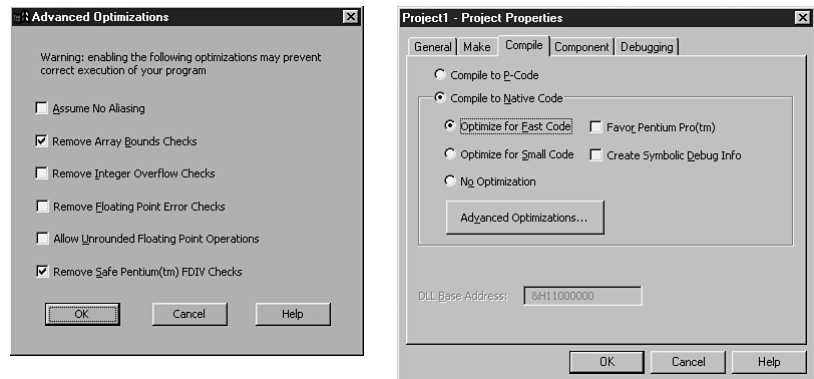 Advanced Optimizations
Warning: enabling the following optimizations may prevent
correct execution of your program
Assume No Aliasing
Remove Array Bounds Checks
Remove Integer Overflow Checks
Remove Floating Point Error Checks
Allow Unrounded Floating Point Operations
Remove Safe Pentium(tm) FDIV Checks
OK Cancel Help
Project1 - Project Properties
General Make Compile Component Debugging
Compile to P-Code
Compile to Native Code
Optimize for Fast Code Favor Pentium Pro(tm)
Optimize for Small Code Create Symbolic Debug Info
No Optimization
Advanced Optimizations...
DLL Base Address: &H11000000
OK Cancel Help